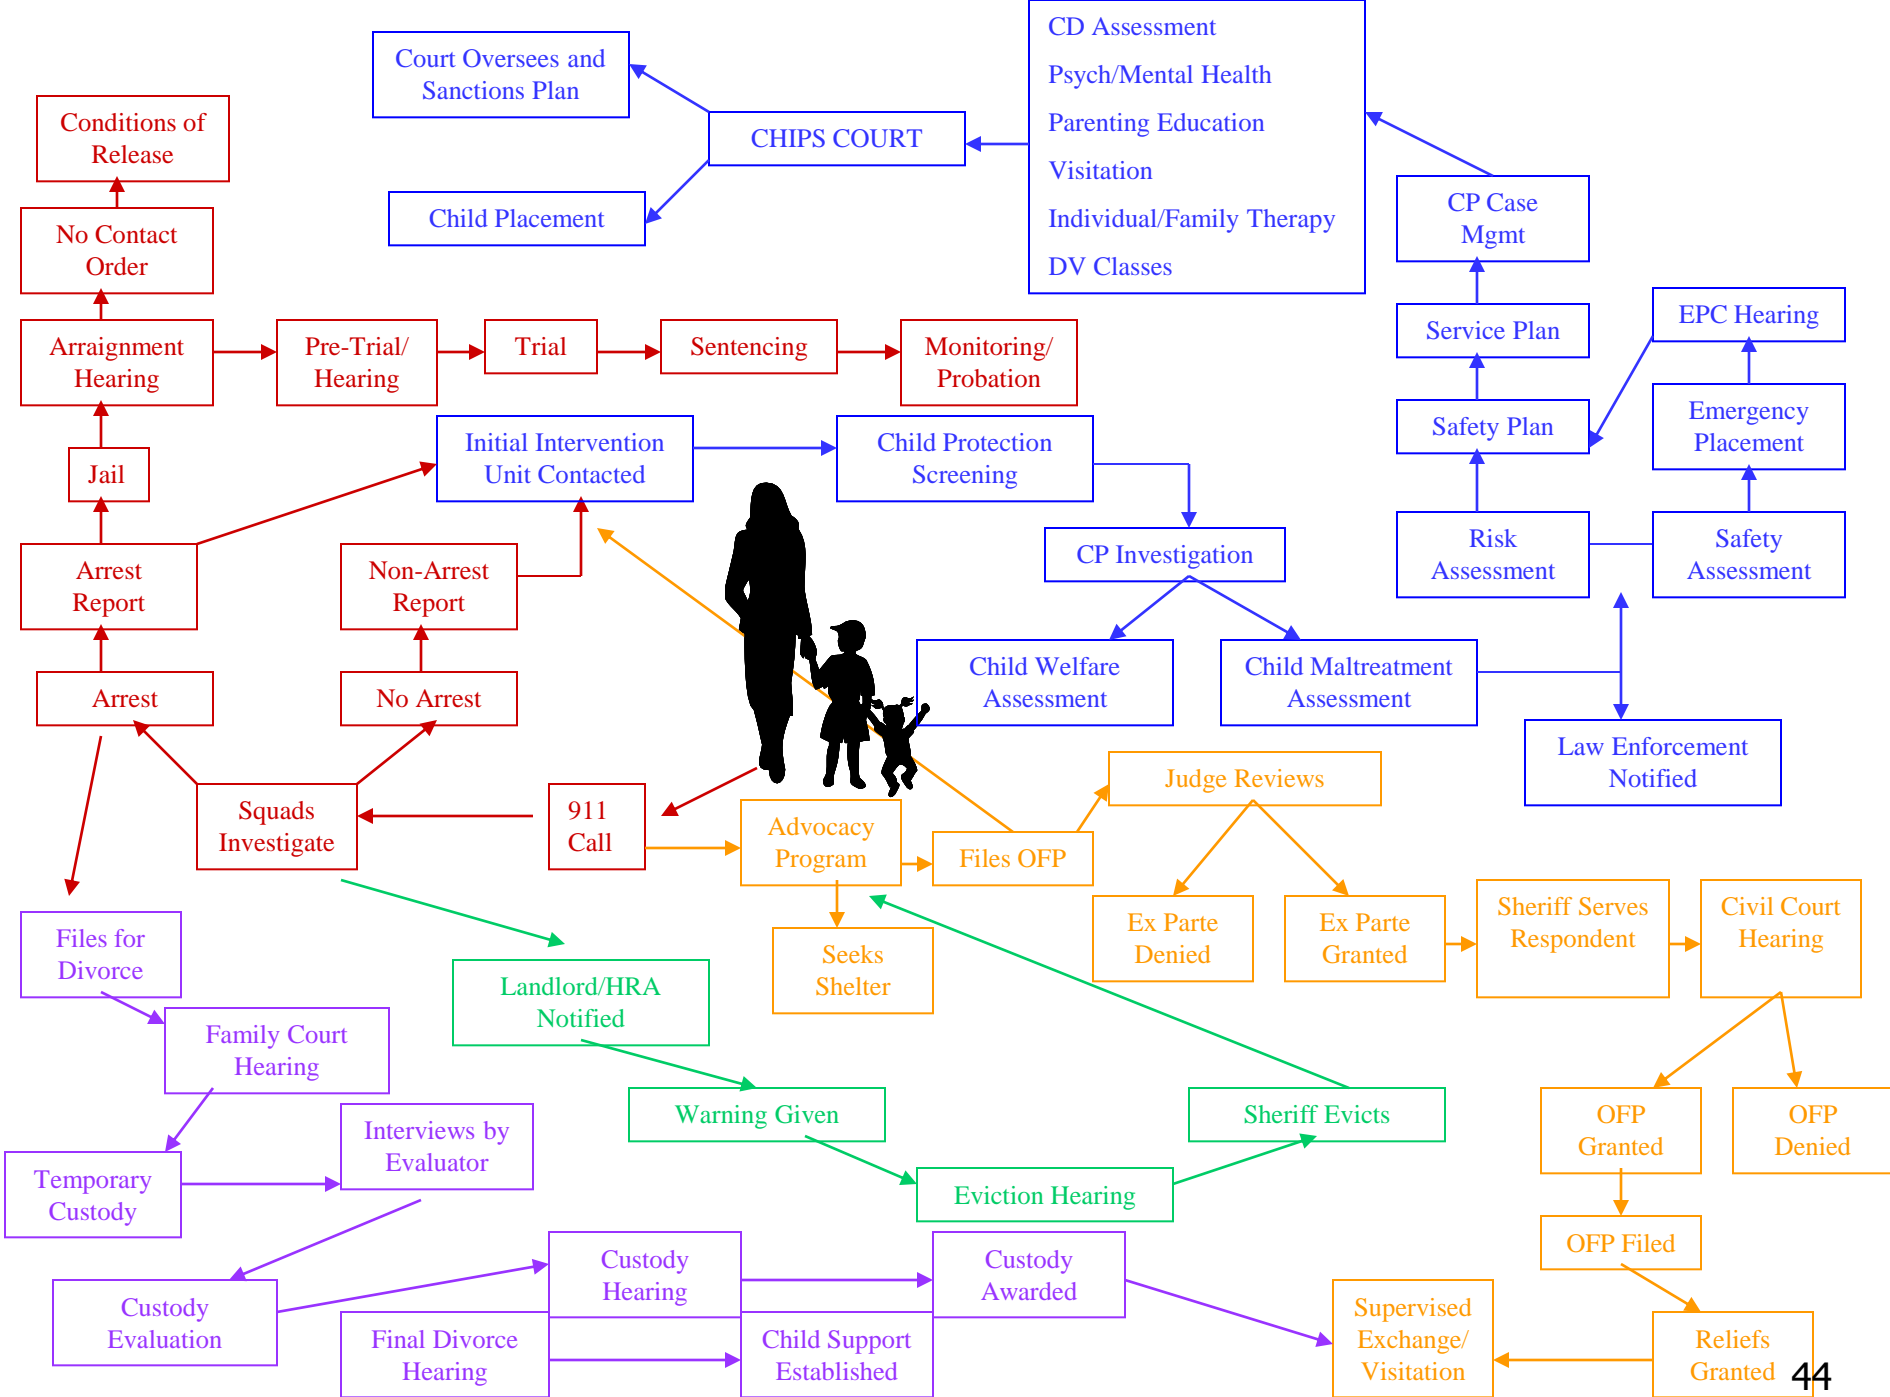 CD Assessment
Psych/Mental Health
Parenting Education
Visitation
Individual/Family Therapy
DV Classes
Court Oversees and
Sanctions Plan
CHIPS COURT
Child Placement
Conditions of
Release
No Contact
Order
CP Case
Mgmt
Service Plan
EPC Hearing
Arraignment
Hearing
Pre-Trial/
Hearing
Trial
Sentencing
Monitoring/
Probation
Safety Plan
Emergency
Placement
Jail
Initial Intervention
Unit Contacted
Child Protection
Screening
CP Investigation
Risk
Assessment
Safety
Assessment
Arrest
Report
Non-Arrest
Report
Child Welfare
Assessment
Child Maltreatment
Assessment
Arrest
No Arrest
Law Enforcement
Notified
Squads
Investigate
911
Call
Advocacy
Program
Files OFP
Judge Reviews
Ex Parte
Denied
Ex Parte
Granted
Sheriff Serves
Respondent
Civil Court
Hearing
Files for
Divorce
Landlord/HRA
Notified
Seeks
Shelter
Family Court
Hearing
Warning Given
Sheriff Evicts
OFP
Granted
OFP
Denied
Interviews by
Evaluator
Temporary
Custody
Eviction Hearing
OFP Filed
Custody
Evaluation
Custody
Hearing
Custody
Awarded
Supervised
Exchange/
Visitation
Final Divorce
Hearing
Child Support
Established
Reliefs
Granted
44